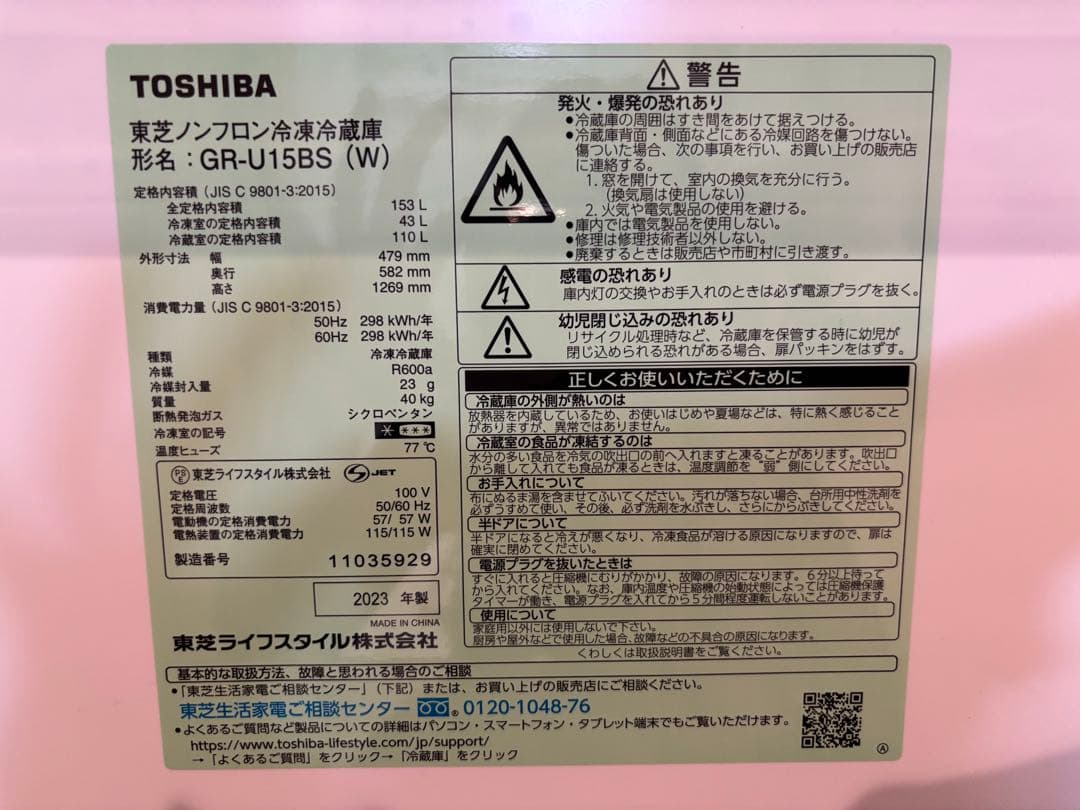 TOSHIBA
東芝ノンフロン冷凍冷蔵庫
形名：GR-U15BS（W）
定格内容積（JIS C 9801-3:2015）
全定格内容積 153 L
冷凍室の定格内容積 43 L
冷蔵室の定格内容積 110 L
外形寸法 幅 479 mm
奥行 582 mm
高さ 1269 mm
消費電力量（JIS C 9801-3:2015）
50Hz 298 kWh/年
60Hz 298 kWh/年
種類 冷凍冷蔵庫
冷媒 R600a
冷媒封入量 23 g
質量 40 kg
断熱発泡ガス シクロペンタン
冷凍室の記号
温度ヒューズ 77 ℃
PS E 東芝ライフスタイル株式会社 JET
定格電圧 100 V
定格周波数 50/60 Hz
電動機の定格消費電力 57/ 57 W
電熱装置の定格消費電力 115/115 W
製造番号 11035929
2023 年製
MADE IN CHINA
東芝ライフスタイル株式会社
警告
発火・爆発の恐れあり
●冷蔵庫の周囲はすき間をあけて据えつける。
●冷蔵庫背面・側面などにある冷媒回路を傷つけない。
傷ついた場合、次の事項を行い、お買い上げの販売店
に連絡する。
1. 窓を開けて、室内の換気を充分に行う。
（換気扇は使用しない）
2. 火気や電気製品の使用を避ける。
●庫内では電気製品を使用しない。
●修理は修理技術者以外しない。
●廃棄するときは販売店や市町村に引き渡す。
感電の恐れあり
庫内灯の交換やお手入れのときは必ず電源プラグを抜く。
幼児閉じ込みの恐れあり
リサイクル処理時など、冷蔵庫を保管する時に幼児が
閉じ込められる恐れがある場合、扉パッキンをはずす。
正しくお使いいただくために
冷蔵庫の外側が熱いのは
放熱器を内蔵しているため、お使いはじめや夏場などは、特に熱く感じること
がありますが、異常ではありません。
冷蔵室の食品が凍結するのは
水分の多い食品を冷気の吹出口の前へ入れますと凍ることがあります。吹出口
から離して入れても食品が凍るときは、温度調節を“弱”側にしてください。
お手入れについて
布にぬるま湯を含ませてふいてください。汚れが落ちない場合、台所用中性洗剤を
必ずうすめて使い、その後、必ず洗剤を水ぶきし、さらにからぶきしてください。
半ドアについて
半ドアになると冷えが悪くなり、冷凍食品が溶ける原因になりますので、扉は
確実に閉めてください。
電源プラグを抜いたときは
すぐに入れると圧縮機にむりがかかり、故障の原因になります。6分以上待って
から入れてください。なお、庫内温度や圧縮機の始動状態によっては圧縮機保護
タイマーが働き、電源プラグを入れてから5分間程度運転しないことがあります。
使用について
家庭用以外には使用しないで下さい。
厨房や屋外などで使用した場合、故障などの不具合の原因になります。
くわしくは取扱説明書をご覧ください。
基本的な取扱方法、故障と思われる場合のご相談
●「東芝生活家電ご相談センター」（下記）または、お買い上げの販売店にご相談ください。
東芝生活家電ご相談センター ® 0120-1048-76
●よくあるご質問など製品についての詳細はパソコン・スマートフォン・タブレット端末でもご覧いただけます。
https://www.toshiba-lifestyle.com/jp/support/
→「よくあるご質問」をクリック→「冷蔵庫」をクリック
Ⓐ